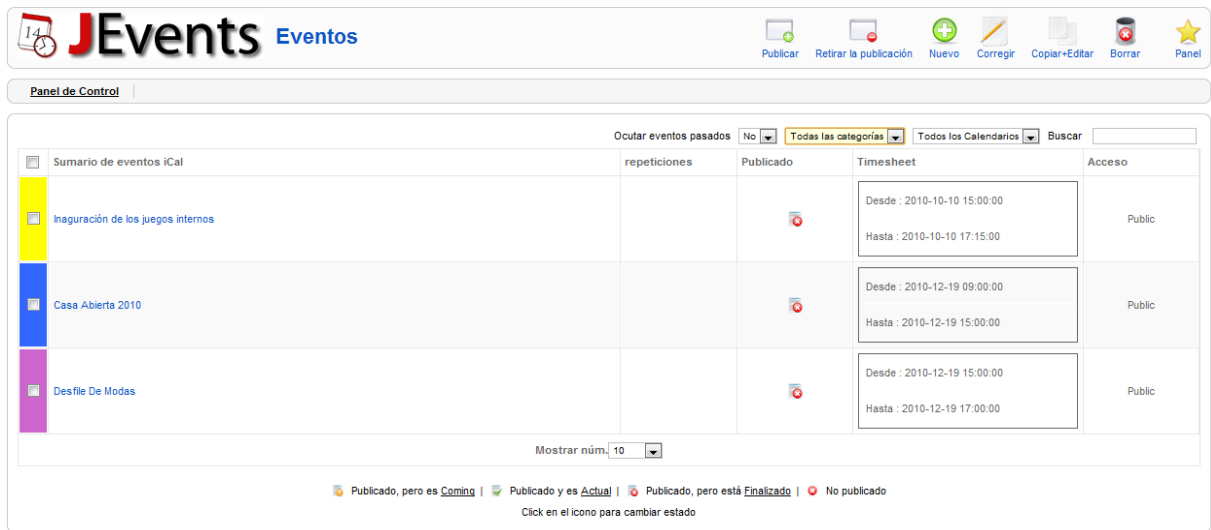 14
JEvents Eventos
Publicar Retirar la publicación Nuevo Corregir Copiar+Editar Borrar Panel
Panel de Control
Ocutar eventos pasados No Todas las categorías Todos los Calendarios Buscar
Sumario de eventos iCal repeticiones Publicado Timesheet Acceso
Inaguración de los juegos internos
Desde : 2010-10-10 15:00:00
Hasta : 2010-10-10 17:15:00
Public
Casa Abierta 2010
Desde : 2010-12-19 09:00:00
Hasta : 2010-12-19 15:00:00
Public
Desfile De Modas
Desde : 2010-12-19 15:00:00
Hasta : 2010-12-19 17:00:00
Public
Mostrar núm. 10
Publicado, pero es Coming | Publicado y es Actual | Publicado, pero está Finalizado | No publicado
Click en el icono para cambiar estado